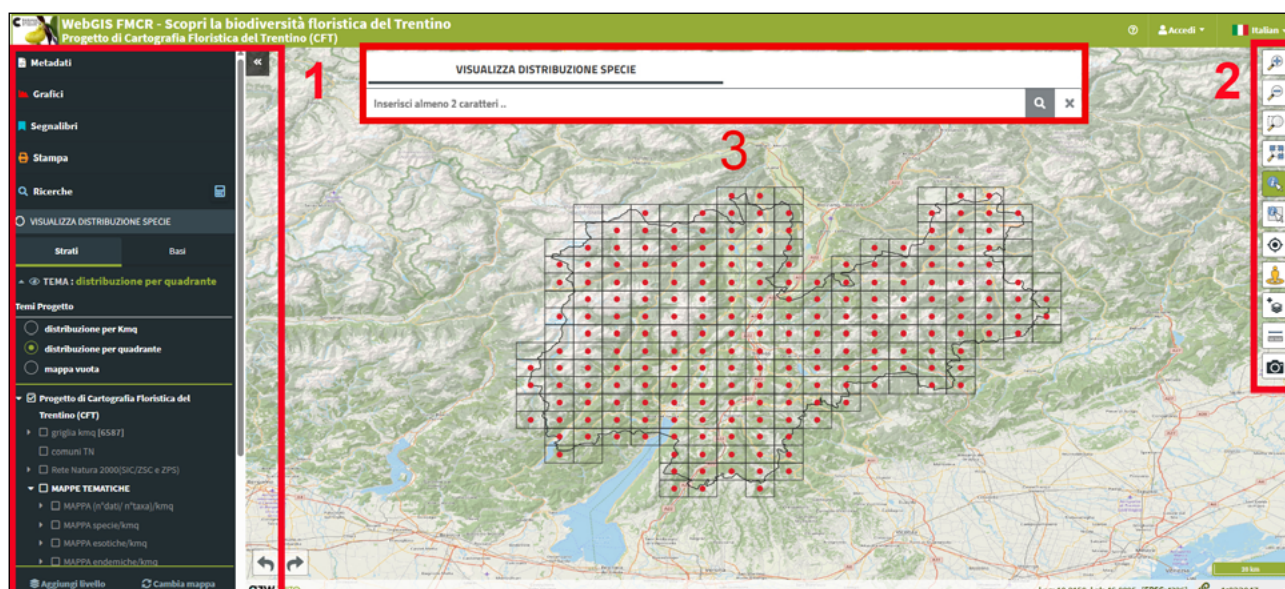 WebGIS FMCR - Scopri la biodiversità floristica del Trentino
Progetto di Cartografia Floristica del Trentino (CFT)
Accedi
Italian
Metadati
Grafici
Segnalibri
Stampa
Ricerche
VISUALIZZA DISTRIBUZIONE SPECIE
Strati
Basi
TEMA : distribuzione per quadrante
Temi Progetto
distribuzione per Kmq
distribuzione per quadrante
mappa vuota
Progetto di Cartografia Floristica del
Trentino (CFT)
griglia kmq [6587]
comuni TN
Rete Natura 2000(SIC/ZSC e ZPS)
MAPPE TEMATICHE
MAPPA (n°dati/ n°taxa)/kmq
MAPPA specie/kmq
MAPPA esotiche/kmq
MAPPA endemiche/kmq
Aggiungi livello
Cambia mappa
1
VISUALIZZA DISTRIBUZIONE SPECIE
Inserisci almeno 2 caratteri ..
3
2
20 km